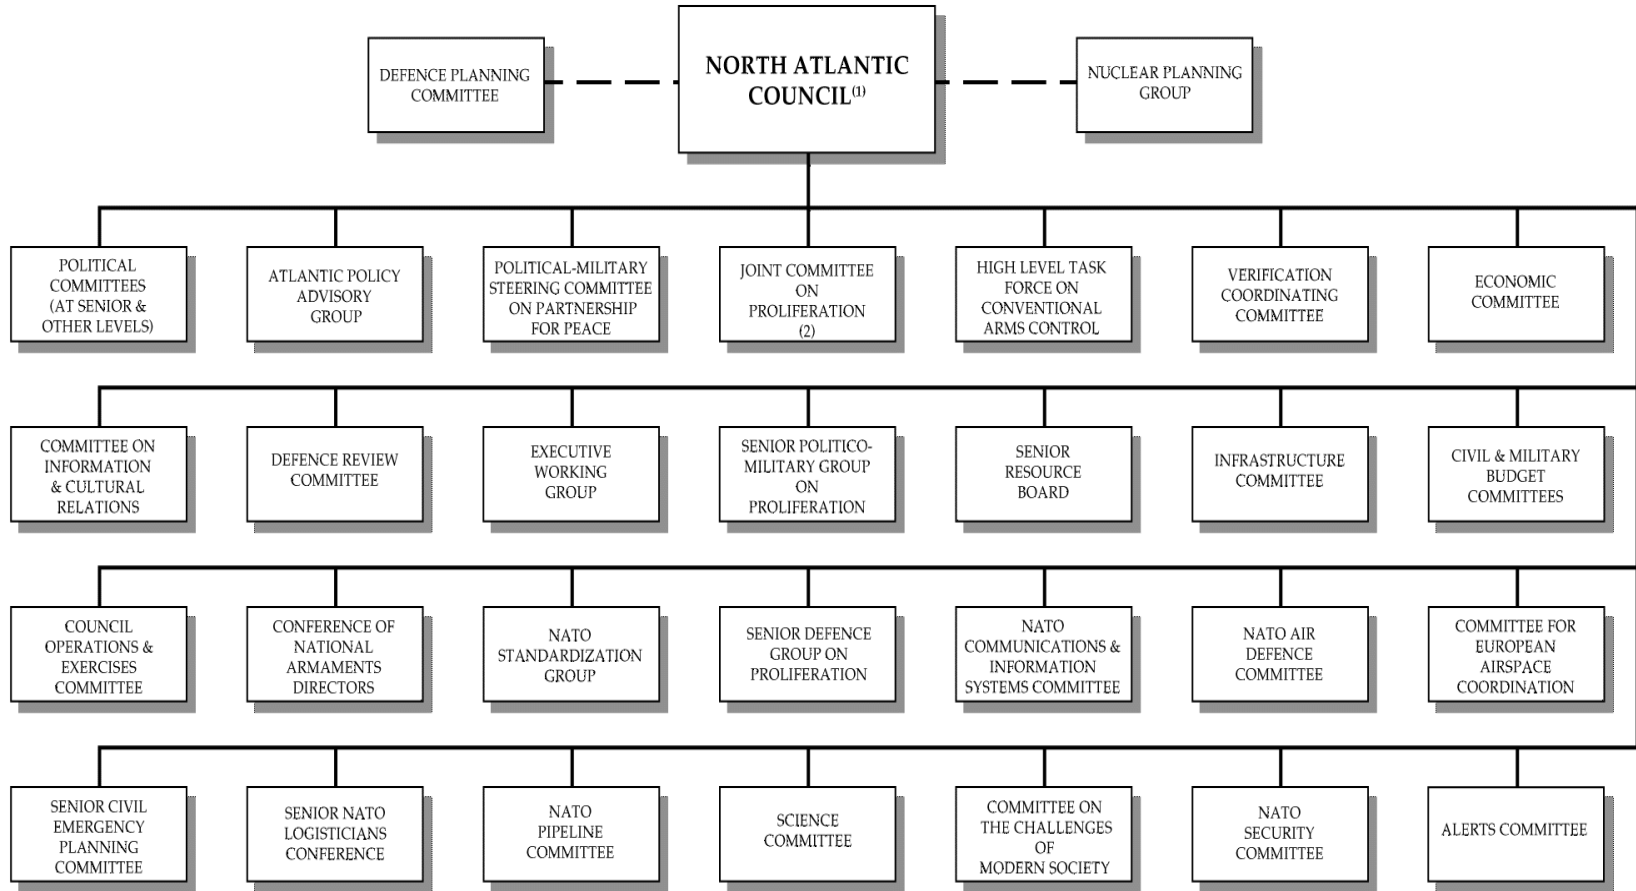 DEFENCE PLANNING
COMMITTEE
NORTH ATLANTIC
COUNCIL(1)
NUCLEAR PLANNING
GROUP
POLITICAL
COMMITTEES
(AT SENIOR &
OTHER LEVELS)
ATLANTIC POLICY
ADVISORY
GROUP
POLITICAL-MILITARY
STEERING COMMITTEE
ON PARTNERSHIP
FOR PEACE
JOINT COMMITTEE
ON
PROLIFERATION
(2)
HIGH LEVEL TASK
FORCE ON
CONVENTIONAL
ARMS CONTROL
VERIFICATION
COORDINATING
COMMITTEE
ECONOMIC
COMMITTEE
COMMITTEE ON
INFORMATION
& CULTURAL
RELATIONS
DEFENCE REVIEW
COMMITTEE
EXECUTIVE
WORKING
GROUP
SENIOR POLITICO-
MILITARY GROUP
ON
PROLIFERATION
SENIOR
RESOURCE
BOARD
INFRASTRUCTURE
COMMITTEE
CIVIL & MILITARY
BUDGET
COMMITTEES
COUNCIL
OPERATIONS &
EXERCISES
COMMITTEE
CONFERENCE OF
NATIONAL
ARMAMENTS
DIRECTORS
NATO
STANDARDIZATION
GROUP
SENIOR DEFENCE
GROUP ON
PROLIFERATION
NATO
COMMUNICATIONS &
INFORMATION
SYSTEMS COMMITTEE
NATO AIR
DEFENCE
COMMITTEE
COMMITTEE FOR
EUROPEAN
AIRSPACE
COORDINATION
SENIOR CIVIL
EMERGENCY
PLANNING
COMMITTEE
SENIOR NATO
LOGISTICIANS
CONFERENCE
NATO
PIPELINE
COMMITTEE
SCIENCE
COMMITTEE
COMMITTEE ON
THE CHALLENGES
OF
MODERN SOCIETY
NATO
SECURITY
COMMITTEE
ALERTS COMMITTEE